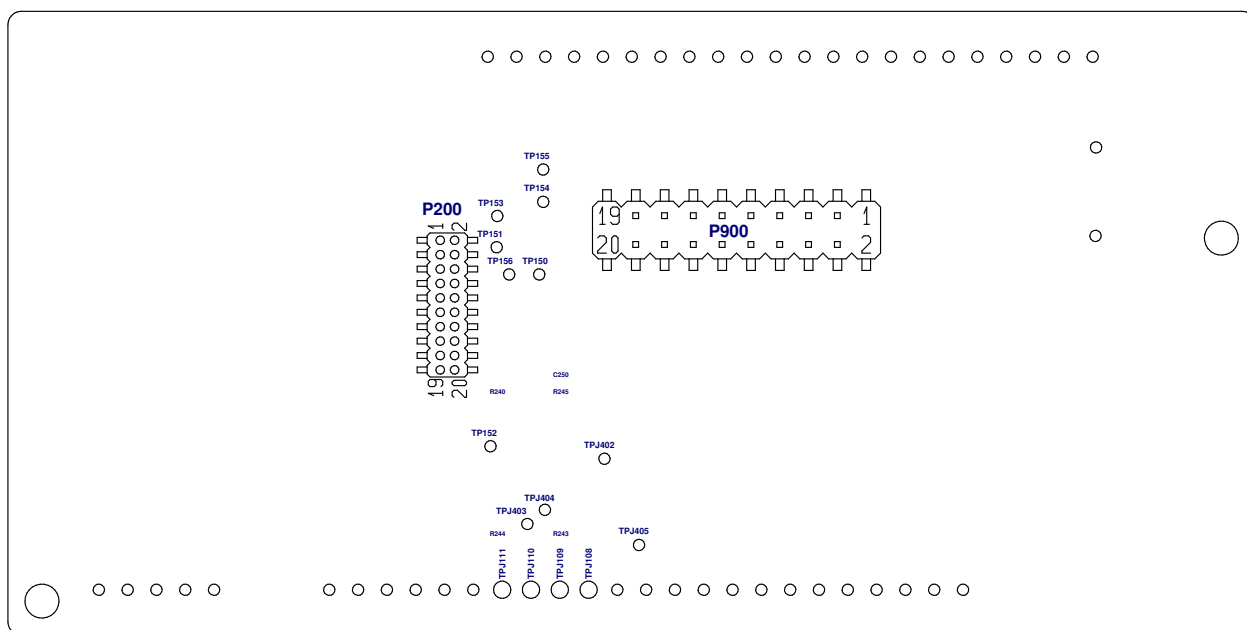 TP155
TP154
P200
TP153
1 2
19 1
P900
TP151
20 2
TP156 TP150
C250
19 20
R240 R245
TP152
TPJ402
TPJ404
TPJ403
R244 R243
TPJ405
TPJ111 TPJ110 TPJ109 TPJ108